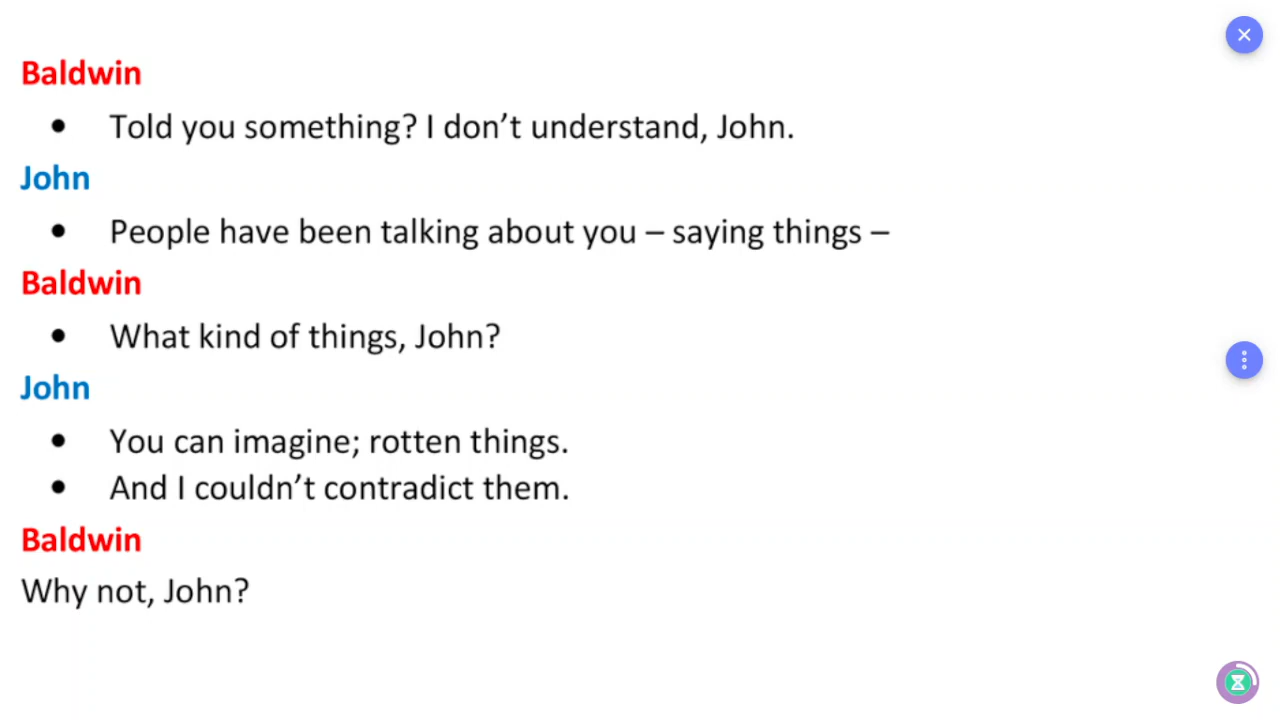 Baldwin
• Told you something? I don’t understand, John.
John
• People have been talking about you – saying things –
Baldwin
• What kind of things, John?
John
• You can imagine; rotten things.
• And I couldn’t contradict them.
Baldwin
Why not, John?